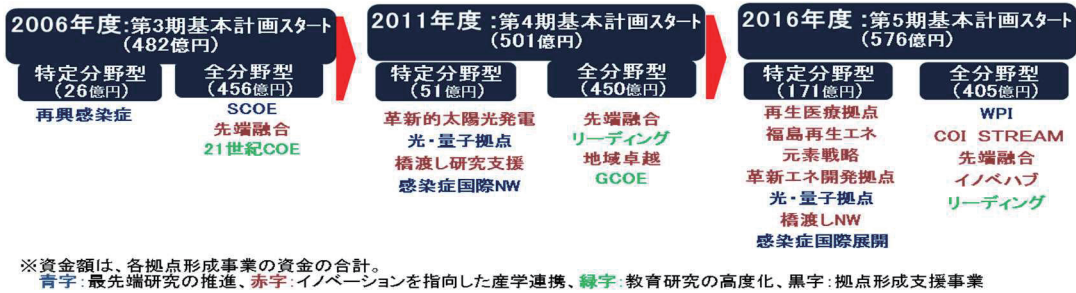 2006年度:第3期基本計画スタート
(482億円)
特定分野型
(26億円)
再興感染症
全分野型
(456億円)
SCOE
先端融合
21世紀COE
2011年度:第4期基本計画スタート
(501億円)
特定分野型
(51億円)
革新的太陽光発電
光・量子拠点
橋渡し研究支援
感染症国際NW
全分野型
(450億円)
先端融合
リーディング
地域卓越
GCOE
2016年度:第5期基本計画スタート
(576億円)
特定分野型
(171億円)
再生医療拠点
福島再生エネ
元素戦略
革新エネ開発拠点
光・量子拠点
橋渡しNW
感染症国際展開
全分野型
(405億円)
WPI
COI STREAM
先端融合
イノベハブ
リーディング
※資金額は、各拠点形成事業の資金の合計。
青字:最先端研究の推進、赤字:イノベーションを指向した産学連携、緑字:教育研究の高度化、黒字:拠点形成支援事業